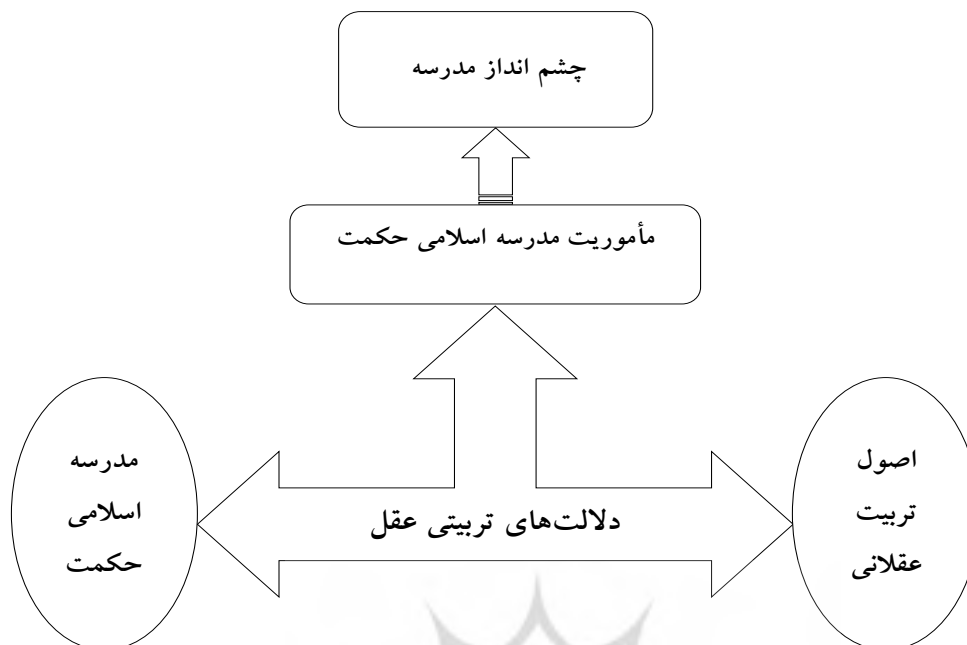 چشم انداز مدرسه
مأموریت مدرسه اسلامی حکمت
اصول
تربیت
عقلانی
دلالت‌های تربیتی عقل
مدرسه
اسلامی
حکمت